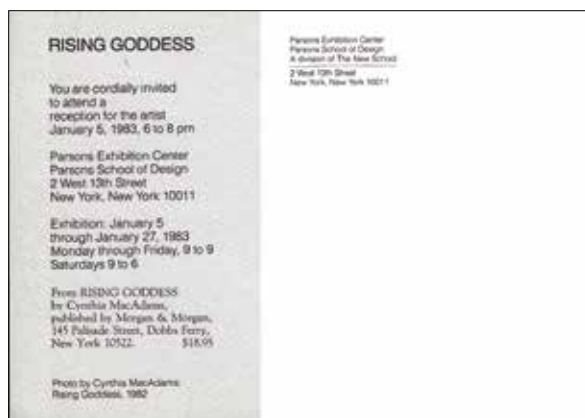 RISING GODDESS
You are cordially invited
to attend a
reception for the artist
January 5, 1983, 6 to 8 pm
Parsons Exhibition Center
Parsons School of Design
2 West 13th Street
New York, New York 10011
Exhibition: January 5
through January 27, 1983
Monday through Friday, 9 to 9
Saturdays 9 to 6
From RISING GODDESS
by Cynthia MacAdams,
published by Morgan & Morgan,
145 Palisade Street, Dobbs Ferry,
New York 10522. $18.95
Photo by Cynthia MacAdams
Rising Goddess, 1982
Parsons Exhibition Center
Parsons School of Design
A division of The New School
2 West 13th Street
New York, New York 10011